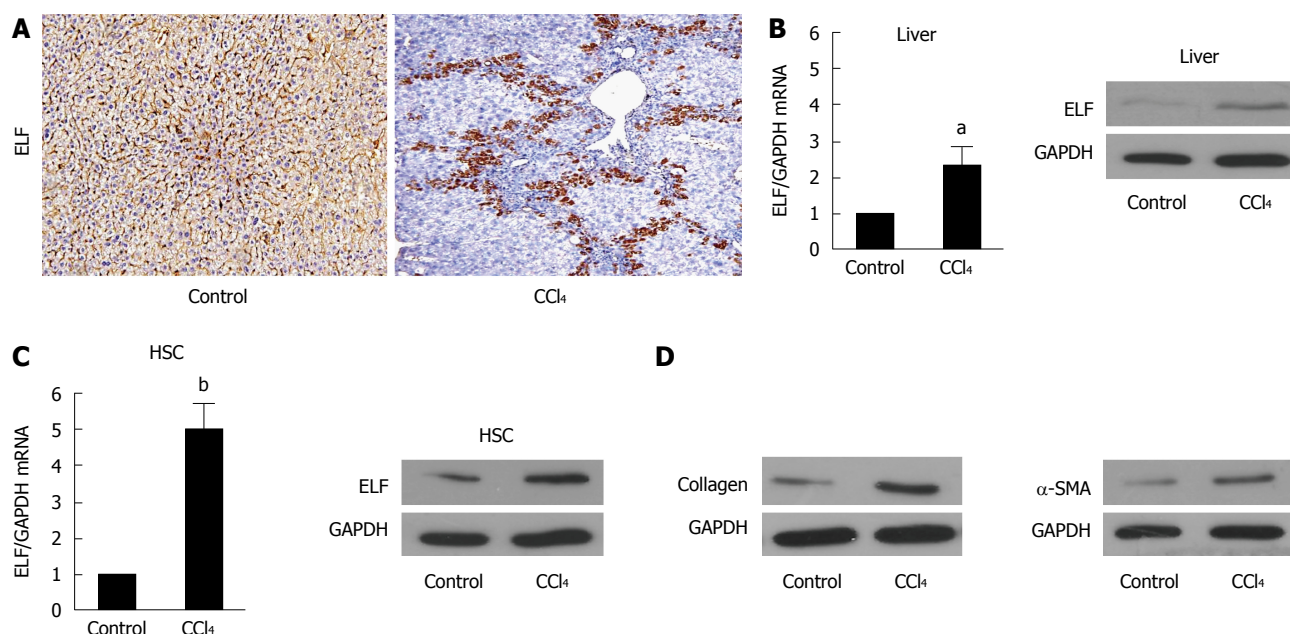 A
ELF
Control
CCl₄
B
Liver
ELF/GAPDH mRNA
6
5
4
3
2
1
0
a
Control
CCl₄
Liver
ELF
GAPDH
Control
CCl₄
C
HSC
ELF/GAPDH mRNA
6
5
4
3
2
1
0
b
Control
CCl₄
HSC
ELF
GAPDH
Control
CCl₄
D
Collagen
GAPDH
Control
CCl₄
α-SMA
GAPDH
Control
CCl₄